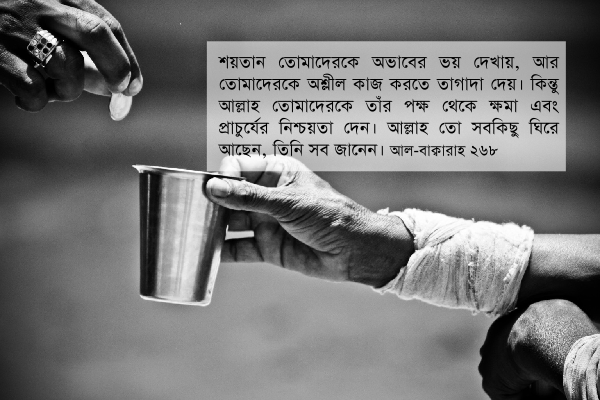 শয়তান তোমাদেরকে অভাবের ভয় দেখায়, আর
তোমাদেরকে অশ্লীল কাজ করতে তাগাদা দেয়। কিন্তু
আল্লাহ তোমাদেরকে তাঁর পক্ষ থেকে ক্ষমা এবং
প্রাচুর্যের নিশ্চয়তা দেন। আল্লাহ তো সবকিছু ঘিরে
আছেন, তিনি সব জানেন। আল-বাক্বারাহ ২৬৮